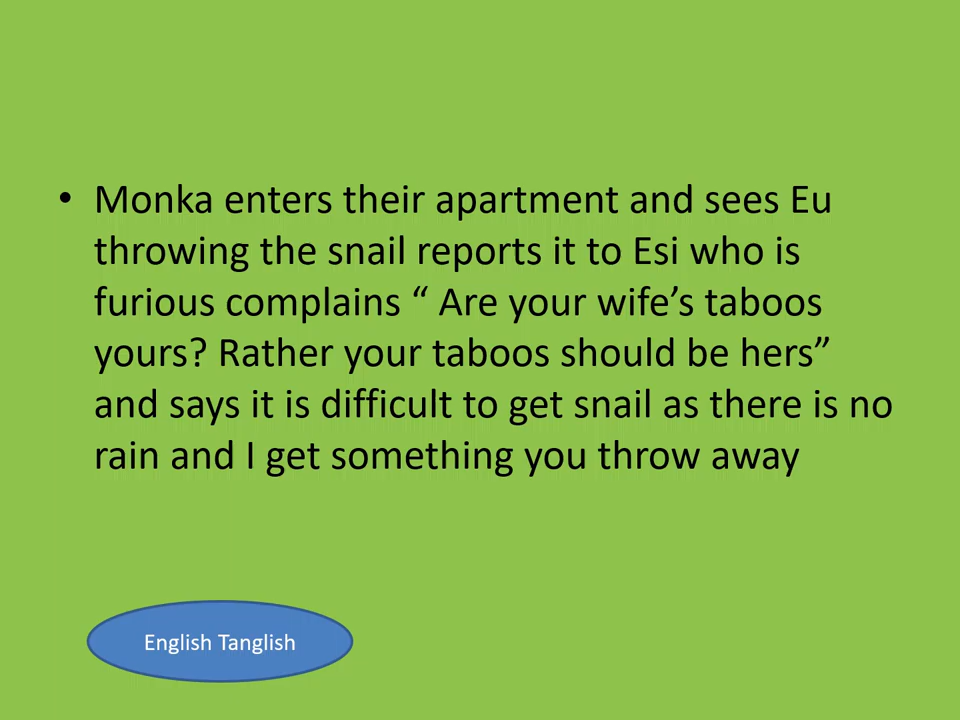 • Monka enters their apartment and sees Eu
throwing the snail reports it to Esi who is
furious complains “ Are your wife’s taboos
yours? Rather your taboos should be hers”
and says it is difficult to get snail as there is no
rain and I get something you throw away
English Tanglish